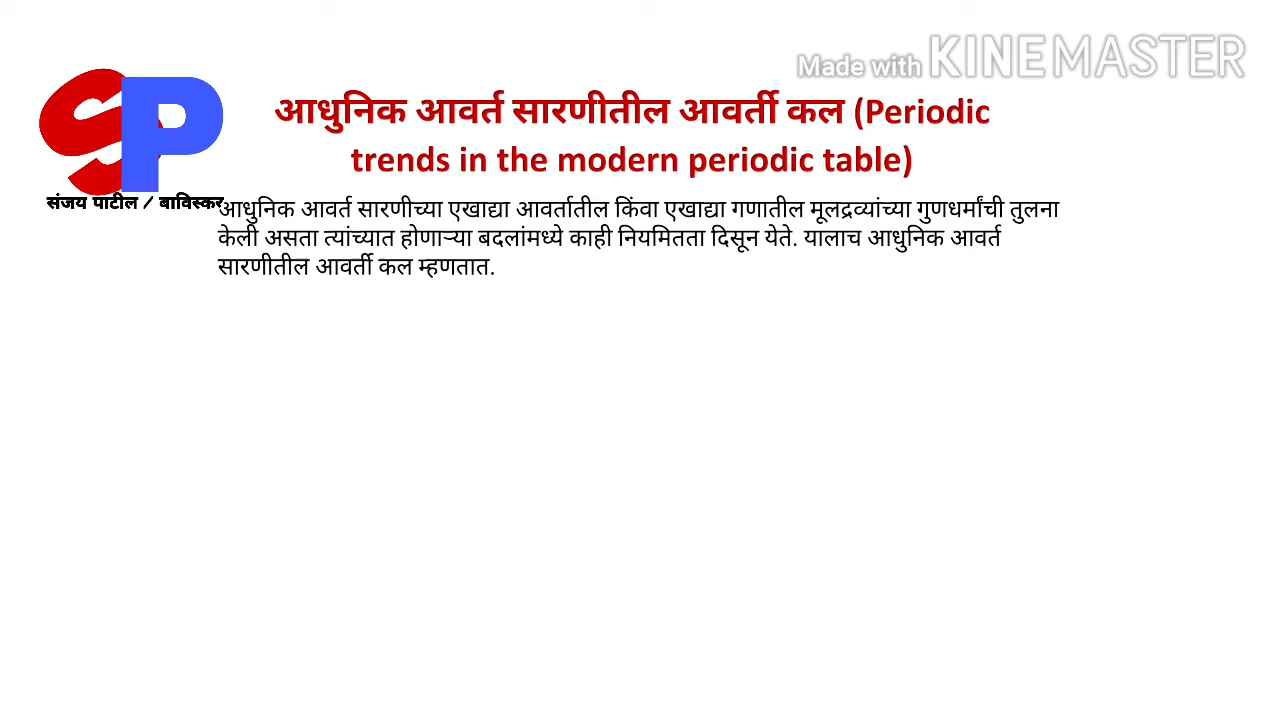 Made with KINEMASTER
SP
आधुनिक आवर्त सारणीतील आवर्ती कल (Periodic
trends in the modern periodic table)
संजय पाटील / बाविस्कर
आधुनिक आवर्त सारणीच्या एखाद्या आवर्तातील किंवा एखाद्या गणातील मूलद्रव्यांच्या गुणधर्मांची तुलना
केली असता त्यांच्यात होणाऱ्या बदलांमध्ये काही नियमितता दिसून येते. यालाच आधुनिक आवर्त
सारणीतील आवर्ती कल म्हणतात.